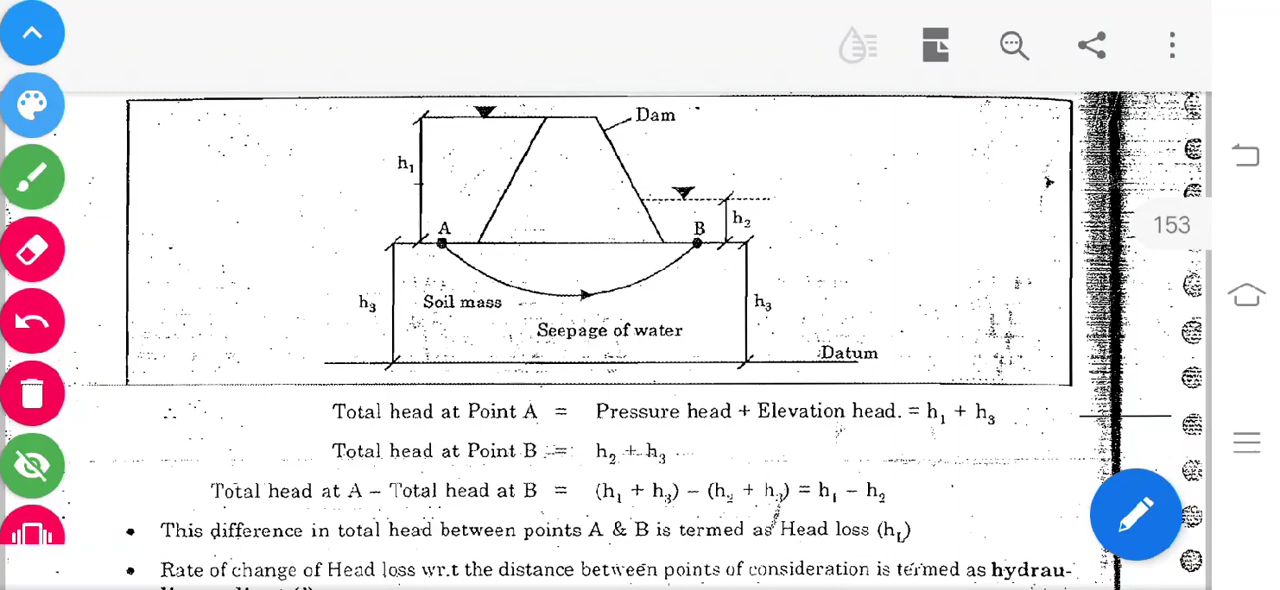 Dam
h1
153
A
B
h2
h3
Soil mass
h3
Seepage of water
Datum
∴ Total head at Point A = Pressure head + Elevation head. = h1 + h3
Total head at Point B = h2 + h3
Total head at A – Total head at B = (h1 + h3) – (h2 + h3) = h1 – h2
• This difference in total head between points A & B is termed as Head loss (hL)
• Rate of change of Head loss wr.t the distance between points of consideration is termed as hydrau-